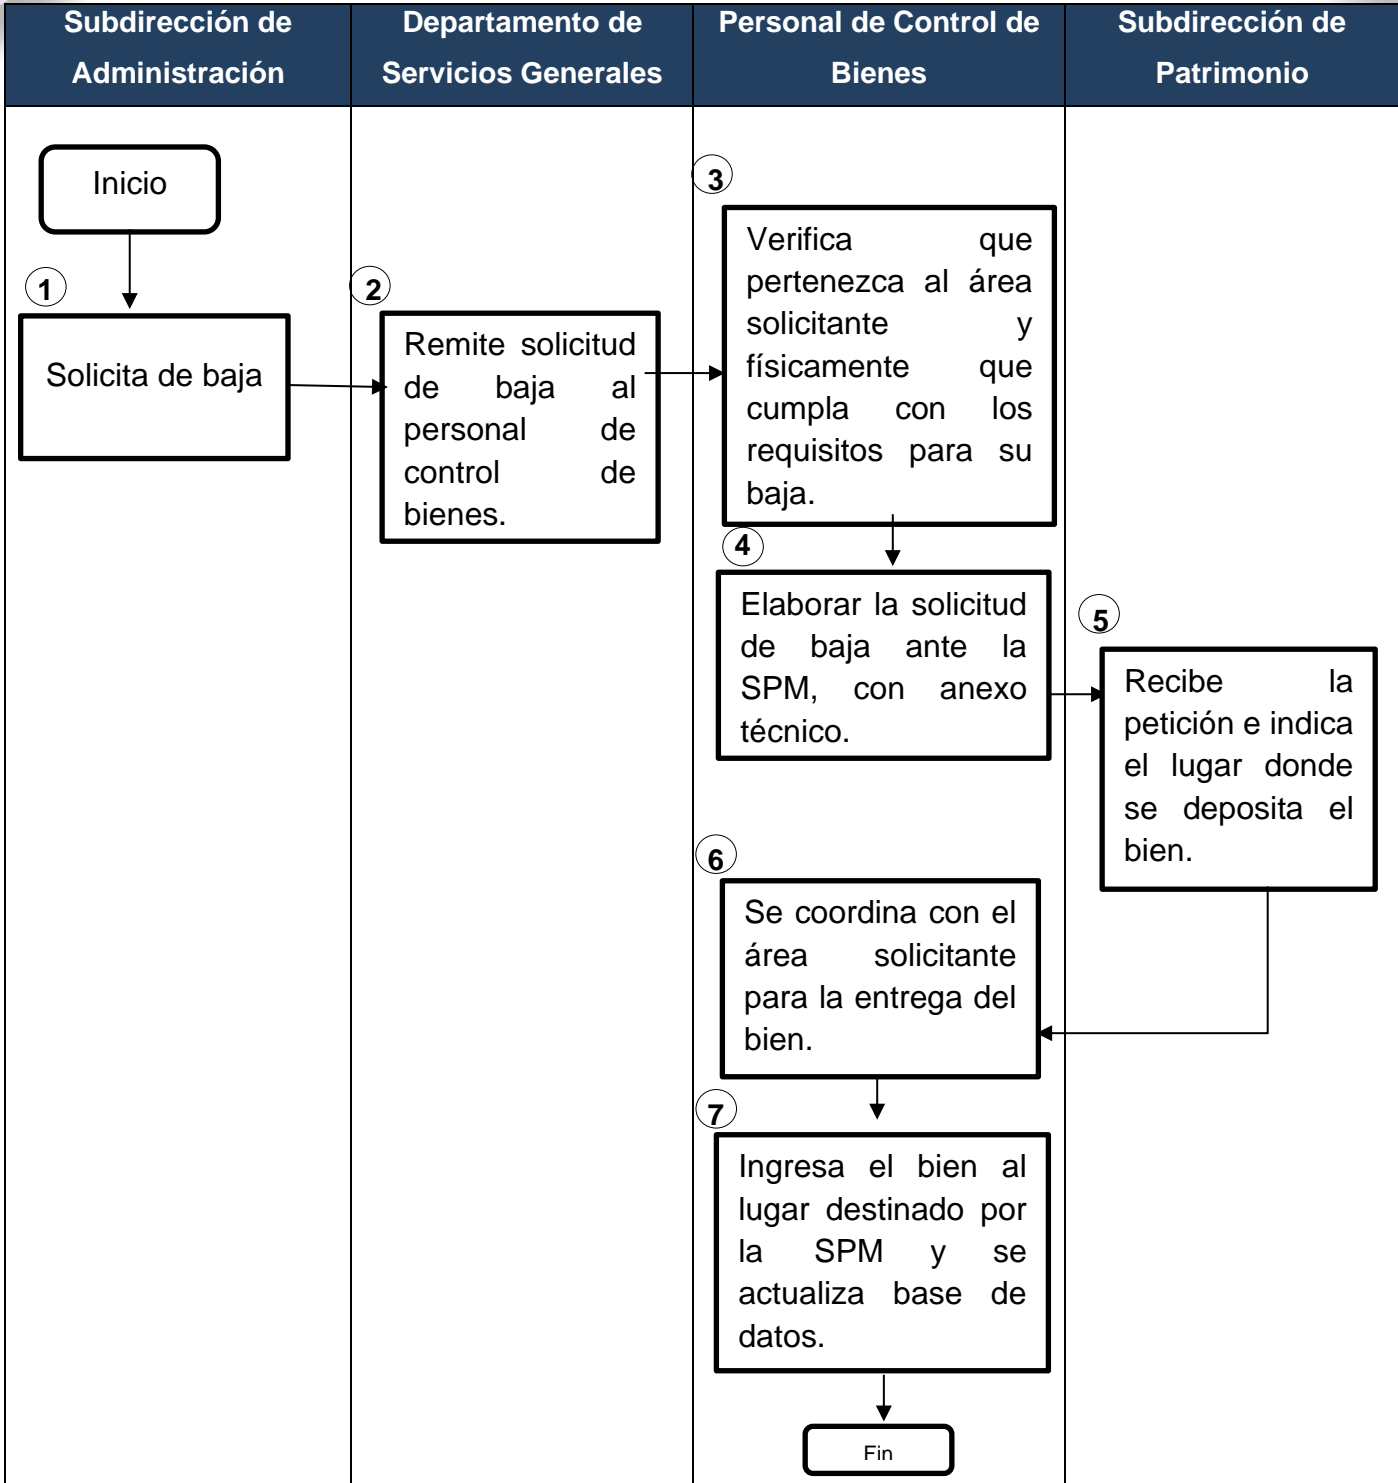 Subdirección de
Administración
Departamento de
Servicios Generales
Personal de Control de
Bienes
Subdirección de
Patrimonio
Inicio
1
Solicita de baja
2
Remite solicitud
de baja al
personal de
control de
bienes.
3
Verifica que
pertenezca al área
solicitante y
físicamente que
cumpla con los
requisitos para su
baja.
4
Elaborar la solicitud
de baja ante la
SPM, con anexo
técnico.
5
Recibe la
petición e indica
el lugar donde
se deposita el
bien.
6
Se coordina con el
área solicitante
para la entrega del
bien.
7
Ingresa el bien al
lugar destinado por
la SPM y se
actualiza base de
datos.
Fin